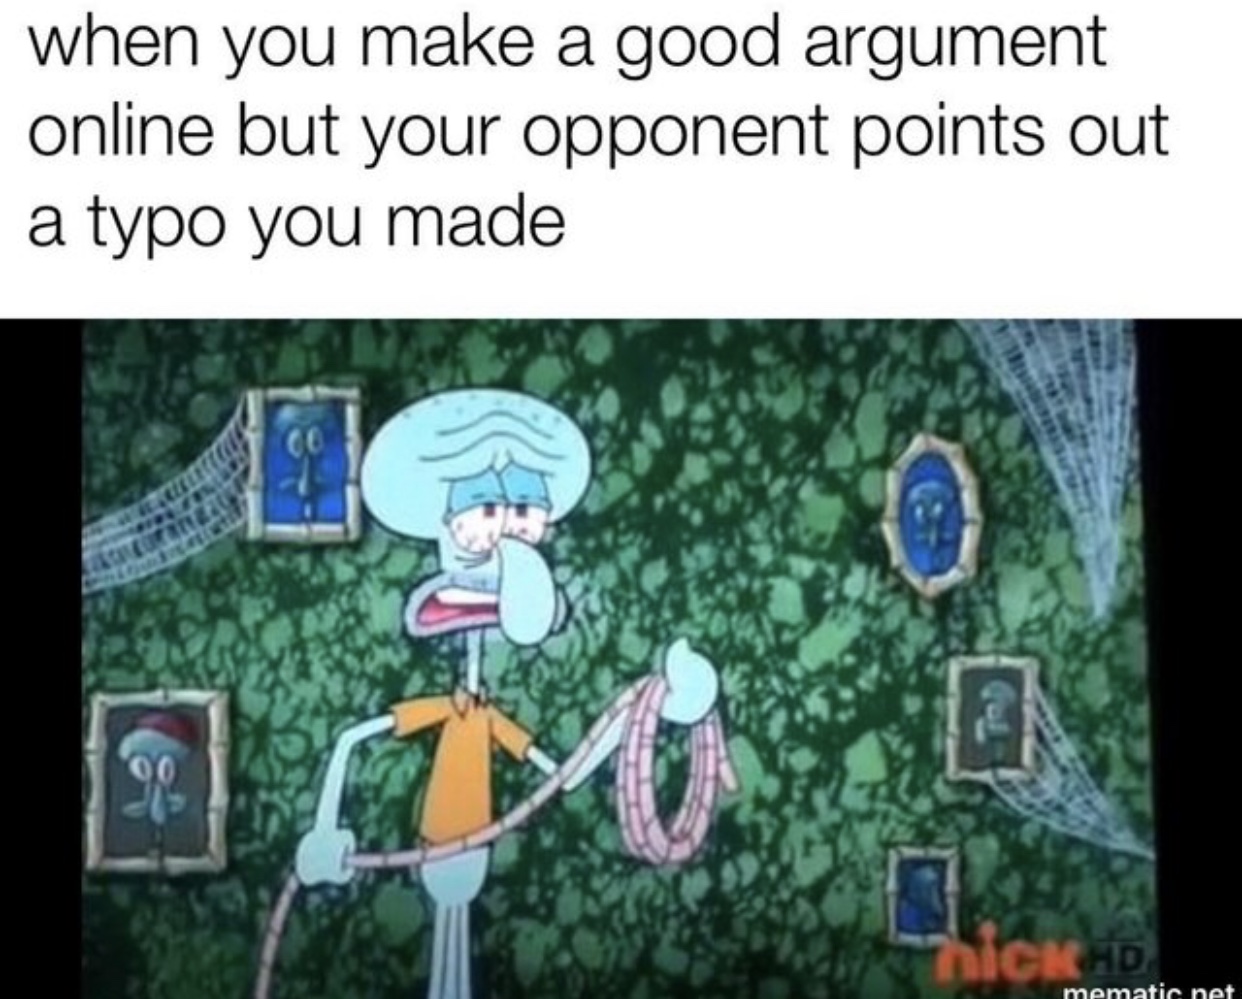 when you make a good argument
online but your opponent points out
a typo you made
nick HD
mematic.net